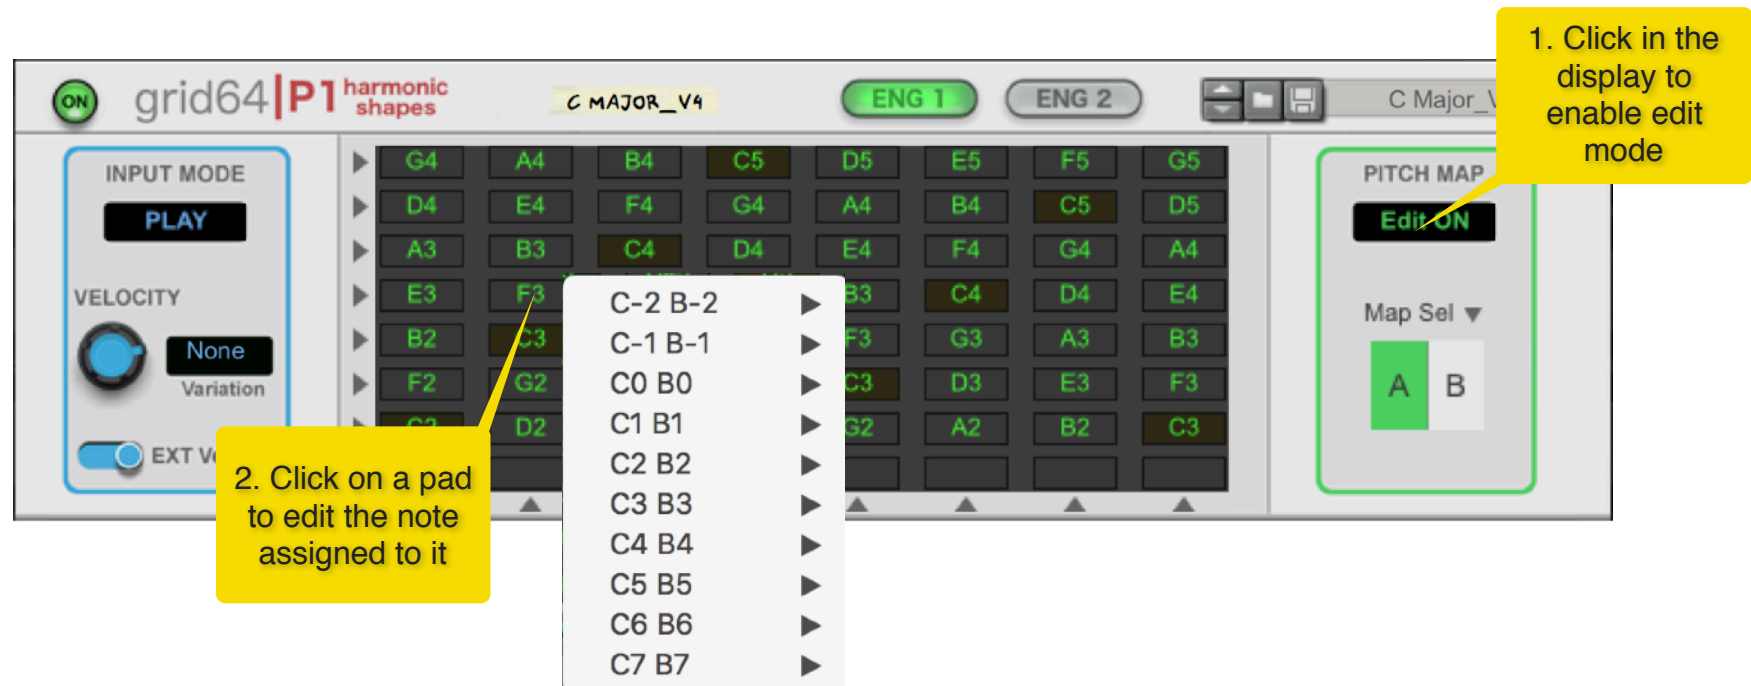 1. Click in the
display to
enable edit
mode
ON grid64|P1 harmonic
shapes
C MAJOR_V4
ENG 1 ENG 2
C Major_V
INPUT MODE
PLAY
VELOCITY
None
Variation
EXT
G4 A4 B4 C5 D5 E5 F5 G5
D4 E4 F4 G4 A4 B4 C5 D5
A3 B3 C4 D4 E4 F4 G4 A4
E3 F3 B3 C4 D4 E4
B2 C3 F3 G3 A3 B3
F2 G2 C3 D3 E3 F3
C2 D2 G2 A2 B2 C3
C-2 B-2
C-1 B-1
C0 B0
C1 B1
C2 B2
C3 B3
C4 B4
C5 B5
C6 B6
C7 B7
2. Click on a pad
to edit the note
assigned to it
PITCH MAP
Edit ON
Map Sel
A B